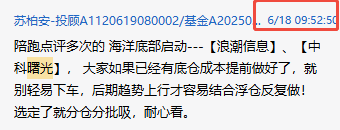 苏柏安-投顾A1120619080002/基金A20250... 6/18 09:52:50
陪跑点评多次的 海洋底部启动---【浪潮信息】、【中
科曙光】， 大家如果已经有底仓成本提前做好了，就
别轻易下车，后期趋势上行才容易结合浮仓反复做！
选定了就分仓分批吸，耐心看。